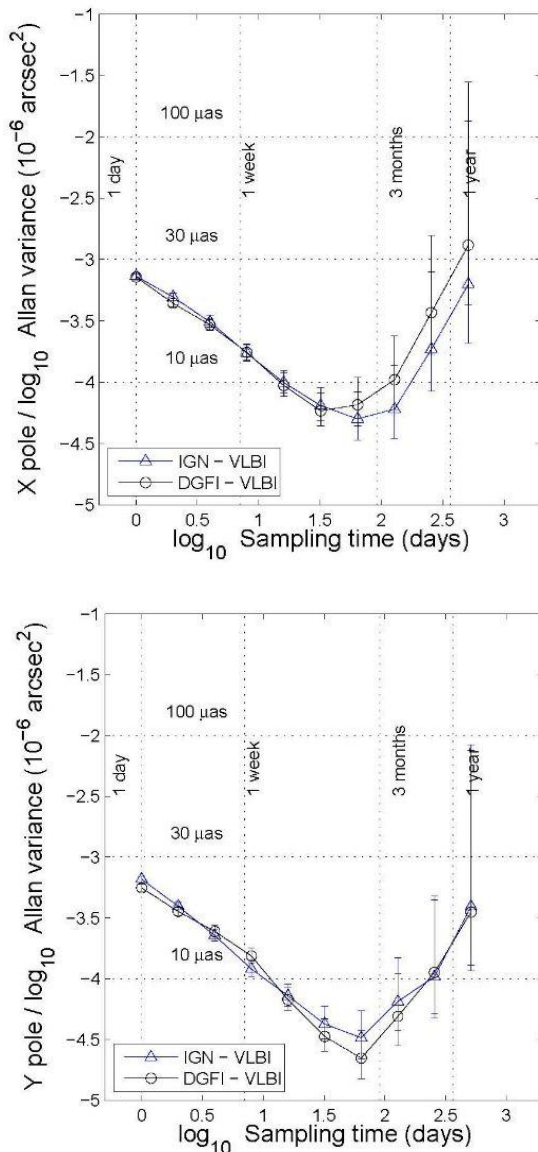 X pole / log10 Allan variance (10−6 arcsec2)
−1
−1.5
−2
−2.5
−3
−3.5
−4
−4.5
−5
100 μas
30 μas
10 μas
1 day
1 week
3 months
1 year
IGN − VLBI
DGFI − VLBI
0
0.5
1
1.5
2
2.5
3
log10 Sampling time (days)
Y pole / log10 Allan variance (10−6 arcsec2)
−1
−1.5
−2
−2.5
−3
−3.5
−4
−4.5
−5
100 μas
30 μas
10 μas
1 day
1 week
3 months
1 year
IGN − VLBI
DGFI − VLBI
0
0.5
1
1.5
2
2.5
3
log10 Sampling time (days)